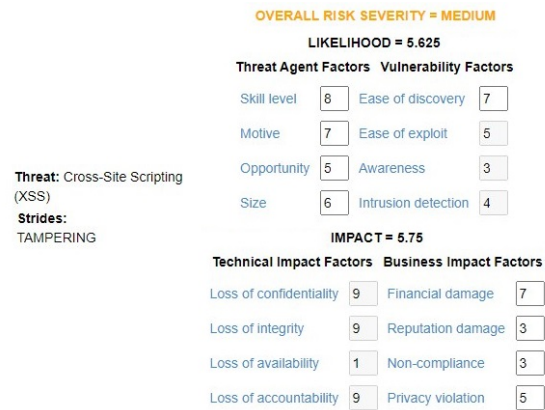 OVERALL RISK SEVERITY = MEDIUM
LIKELIHOOD = 5.625
Threat Agent Factors Vulnerability Factors
Skill level 8 Ease of discovery 7
Motive 7 Ease of exploit 5
Opportunity 5 Awareness 3
Size 6 Intrusion detection 4
Threat: Cross-Site Scripting
(XSS)
Strides:
TAMPERING
IMPACT = 5.75
Technical Impact Factors Business Impact Factors
Loss of confidentiality 9 Financial damage 7
Loss of integrity 9 Reputation damage 3
Loss of availability 1 Non-compliance 3
Loss of accountability 9 Privacy violation 5